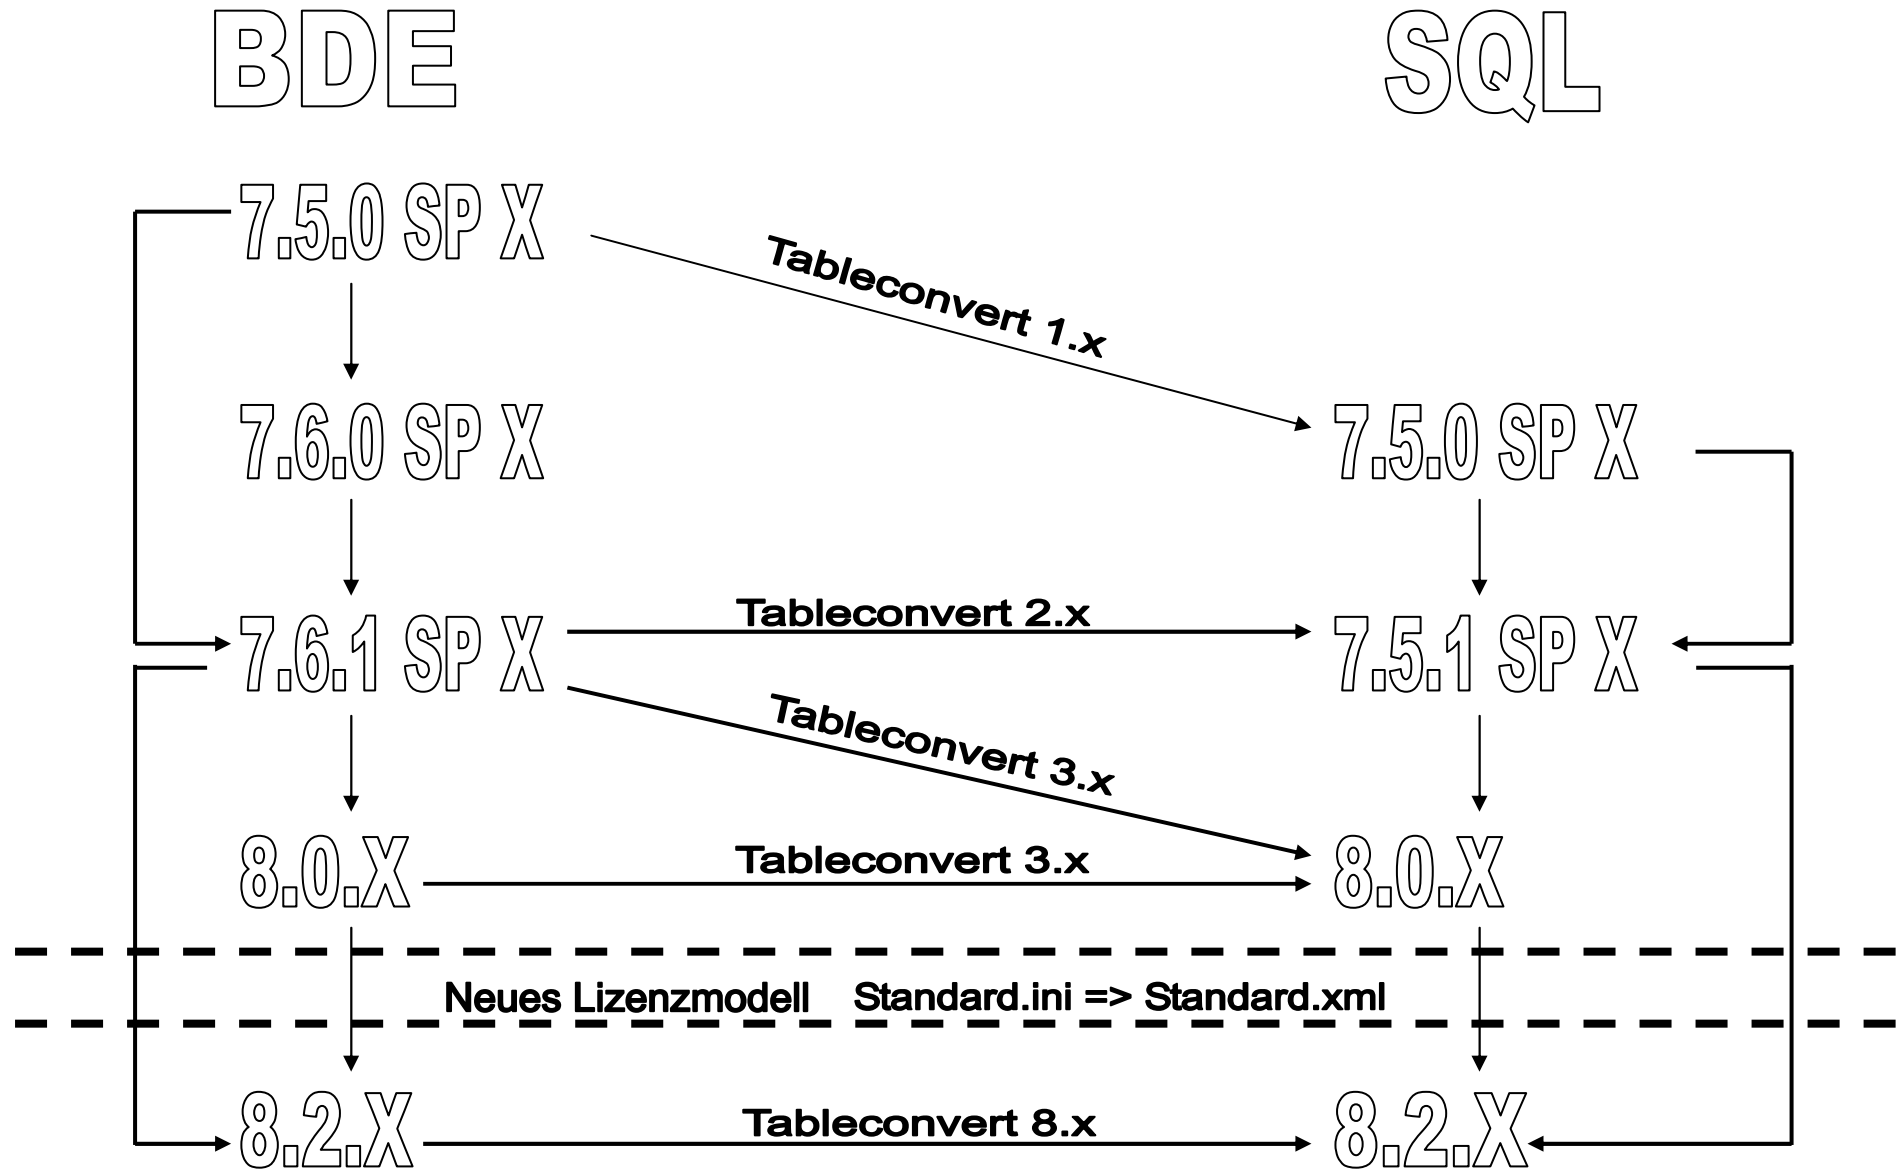 BDE
SQL
7.5.0 SP X
Tableconvert 1.x
7.6.0 SP X
7.5.0 SP X
Tableconvert 2.x
7.6.1 SP X
7.5.1 SP X
Tableconvert 3.x
8.0.X
Tableconvert 3.x
8.0.X
Neues Lizenzmodell Standard.ini => Standard.xml
8.2.X
Tableconvert 8.x
8.2.X